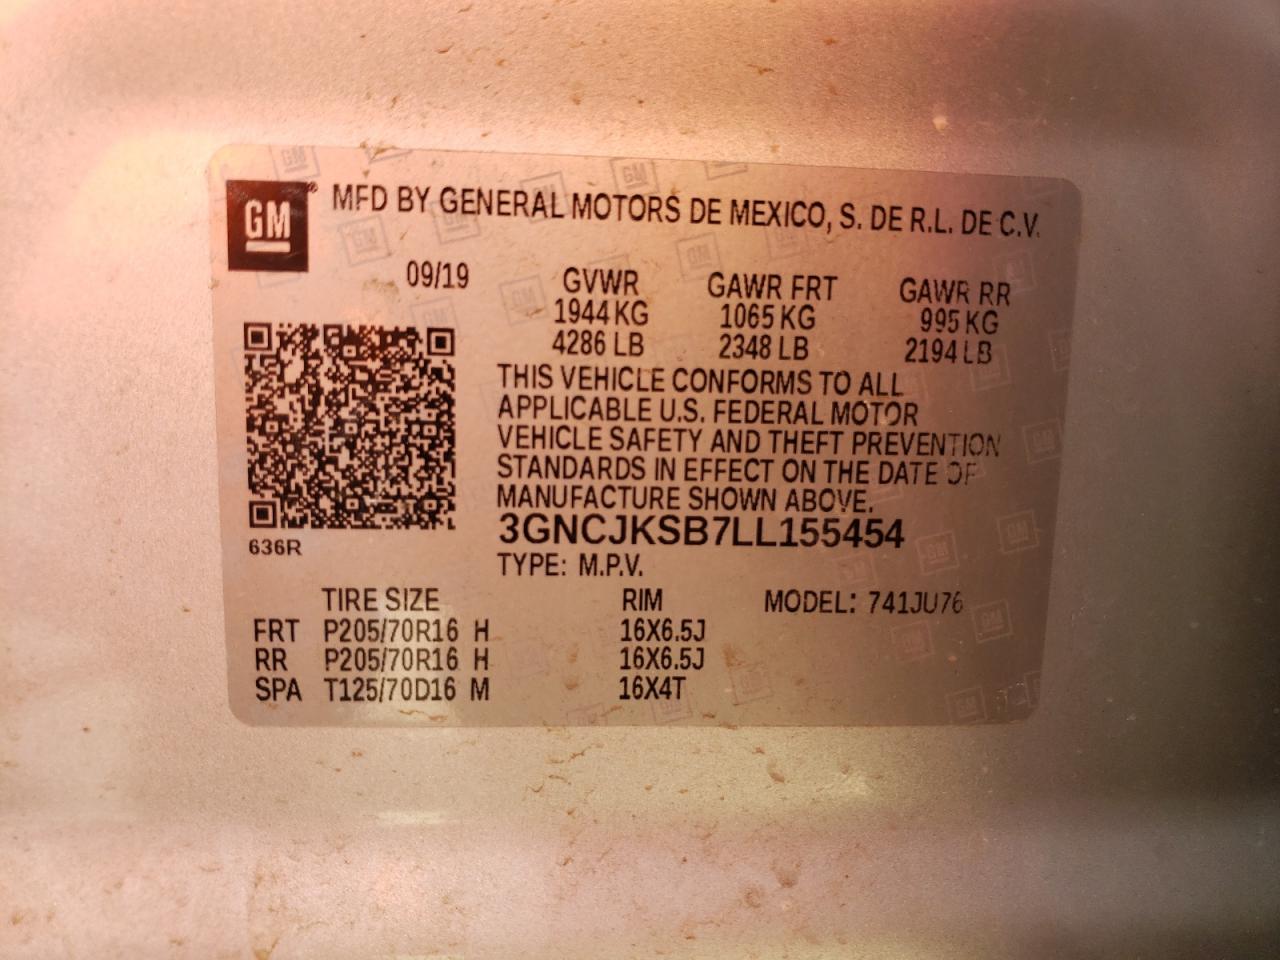 GM® MFD BY GENERAL MOTORS DE MEXICO, S. DE R.L. DE C.V.
09/19 GVWR GAWR FRT GAWR RR
1944 KG 1065 KG 995 KG
4286 LB 2348 LB 2194 LB
THIS VEHICLE CONFORMS TO ALL
APPLICABLE U.S. FEDERAL MOTOR
VEHICLE SAFETY AND THEFT PREVENTION
STANDARDS IN EFFECT ON THE DATE OF
MANUFACTURE SHOWN ABOVE.
3GNCJKSB7LL155454
636R
TYPE: M.P.V.
TIRE SIZE RIM MODEL: 741JU76
FRT P205/70R16 H 16X6.5J
RR P205/70R16 H 16X6.5J
SPA T125/70D16 M 16X4T